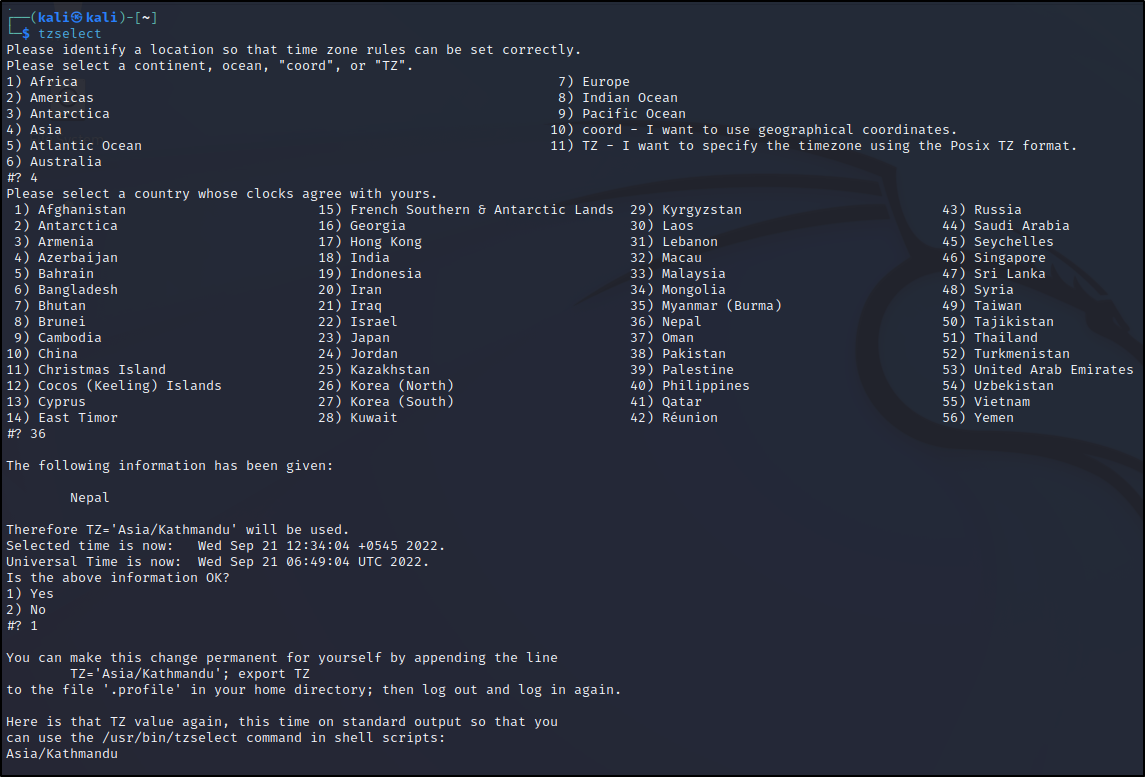 ┌──(kali㉿kali)-[~]
└─$ tzselect
Please identify a location so that time zone rules can be set correctly.
Please select a continent, ocean, "coord", or "TZ".
1) Africa                                                            7) Europe
2) Americas                                                          8) Indian Ocean
3) Antarctica                                                        9) Pacific Ocean
4) Asia                                                             10) coord - I want to use geographical coordinates.
5) Atlantic Ocean                                                   11) TZ - I want to specify the timezone using the Posix TZ format.
6) Australia
#? 4
Please select a country whose clocks agree with yours.
 1) Afghanistan                        15) French Southern & Antarctic Lands  29) Kyrgyzstan                         43) Russia
 2) Antarctica                         16) Georgia                            30) Laos                               44) Saudi Arabia
 3) Armenia                            17) Hong Kong                          31) Lebanon                            45) Seychelles
 4) Azerbaijan                         18) India                              32) Macau                              46) Singapore
 5) Bahrain                            19) Indonesia                          33) Malaysia                           47) Sri Lanka
 6) Bangladesh                         20) Iran                               34) Mongolia                           48) Syria
 7) Bhutan                             21) Iraq                               35) Myanmar (Burma)                    49) Taiwan
 8) Brunei                             22) Israel                             36) Nepal                              50) Tajikistan
 9) Cambodia                           23) Japan                              37) Oman                               51) Thailand
10) China                              24) Jordan                             38) Pakistan                           52) Turkmenistan
11) Christmas Island                   25) Kazakhstan                         39) Palestine                          53) United Arab Emirates
12) Cocos (Keeling) Islands            26) Korea (North)                      40) Philippines                        54) Uzbekistan
13) Cyprus                             27) Korea (South)                      41) Qatar                              55) Vietnam
14) East Timor                         28) Kuwait                             42) Réunion                            56) Yemen
#? 36

The following information has been given:

        Nepal

Therefore TZ='Asia/Kathmandu' will be used.
Selected time is now:   Wed Sep 21 12:34:04 +0545 2022.
Universal Time is now:  Wed Sep 21 06:49:04 UTC 2022.
Is the above information OK?
1) Yes
2) No
#? 1

You can make this change permanent for yourself by appending the line
        TZ='Asia/Kathmandu'; export TZ
to the file '.profile' in your home directory; then log out and log in again.

Here is that TZ value again, this time on standard output so that you
can use the /usr/bin/tzselect command in shell scripts:
Asia/Kathmandu